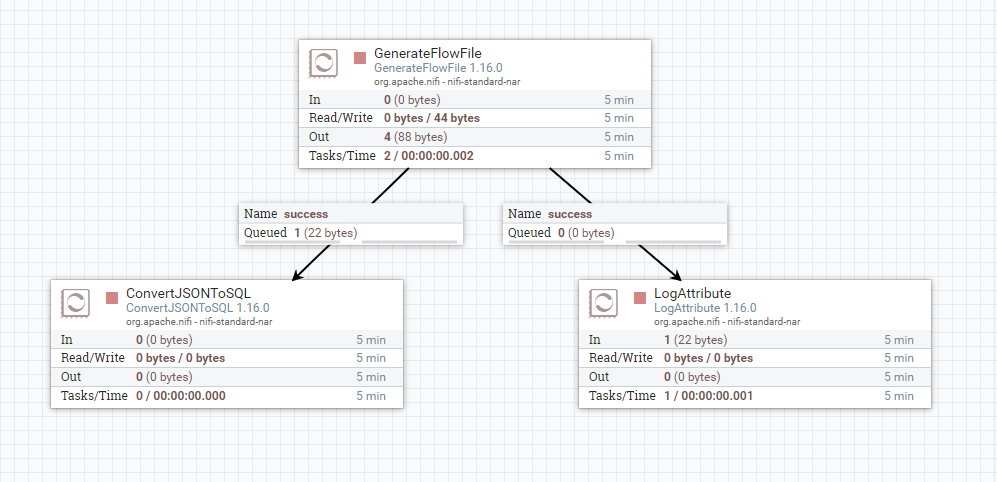 GenerateFlowFile
GenerateFlowFile 1.16.0
org.apache.nifi - nifi-standard-nar
In 0 (0 bytes) 5 min
Read/Write 0 bytes / 44 bytes 5 min
Out 4 (88 bytes) 5 min
Tasks/Time 2 / 00:00:00.002 5 min
Name success
Queued 1 (22 bytes)
Name success
Queued 0 (0 bytes)
ConvertJSONToSQL
ConvertJSONToSQL 1.16.0
org.apache.nifi - nifi-standard-nar
In 0 (0 bytes) 5 min
Read/Write 0 bytes / 0 bytes 5 min
Out 0 (0 bytes) 5 min
Tasks/Time 0 / 00:00:00.000 5 min
LogAttribute
LogAttribute 1.16.0
org.apache.nifi - nifi-standard-nar
In 1 (22 bytes) 5 min
Read/Write 0 bytes / 0 bytes 5 min
Out 0 (0 bytes) 5 min
Tasks/Time 1 / 00:00:00.001 5 min